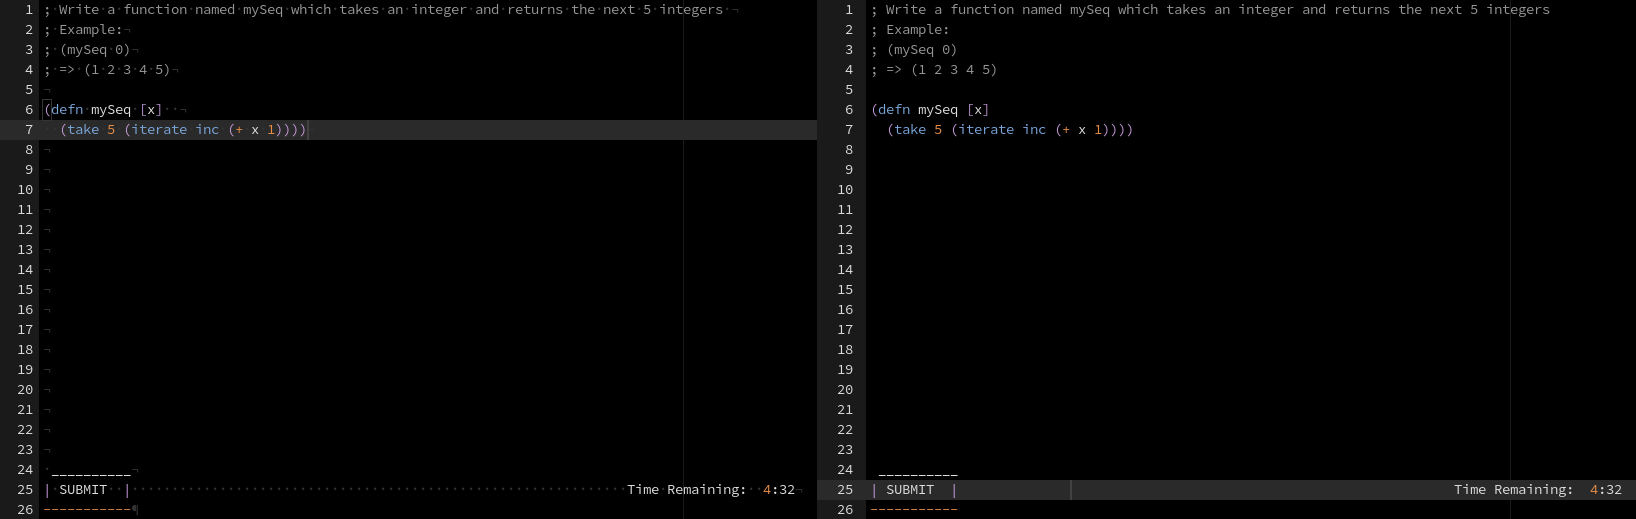 1 ; Write a function named mySeq which takes an integer and returns the next 5 integers
2 ; Example:
3 ; (mySeq 0)
4 ; => (1 2 3 4 5)
5
6 (defn mySeq [x]
7   (take 5 (iterate inc (+ x 1))))
8
9
10
11
12
13
14
15
16
17
18
19
20
21
22
23
24  __________
25 | SUBMIT  |  Time Remaining:  4:32
26 -----------
1 ; Write a function named mySeq which takes an integer and returns the next 5 integers
2 ; Example:
3 ; (mySeq 0)
4 ; => (1 2 3 4 5)
5
6 (defn mySeq [x]
7   (take 5 (iterate inc (+ x 1))))
8
9
10
11
12
13
14
15
16
17
18
19
20
21
22
23
24  __________
25 | SUBMIT  |  Time Remaining:  4:32
26 -----------